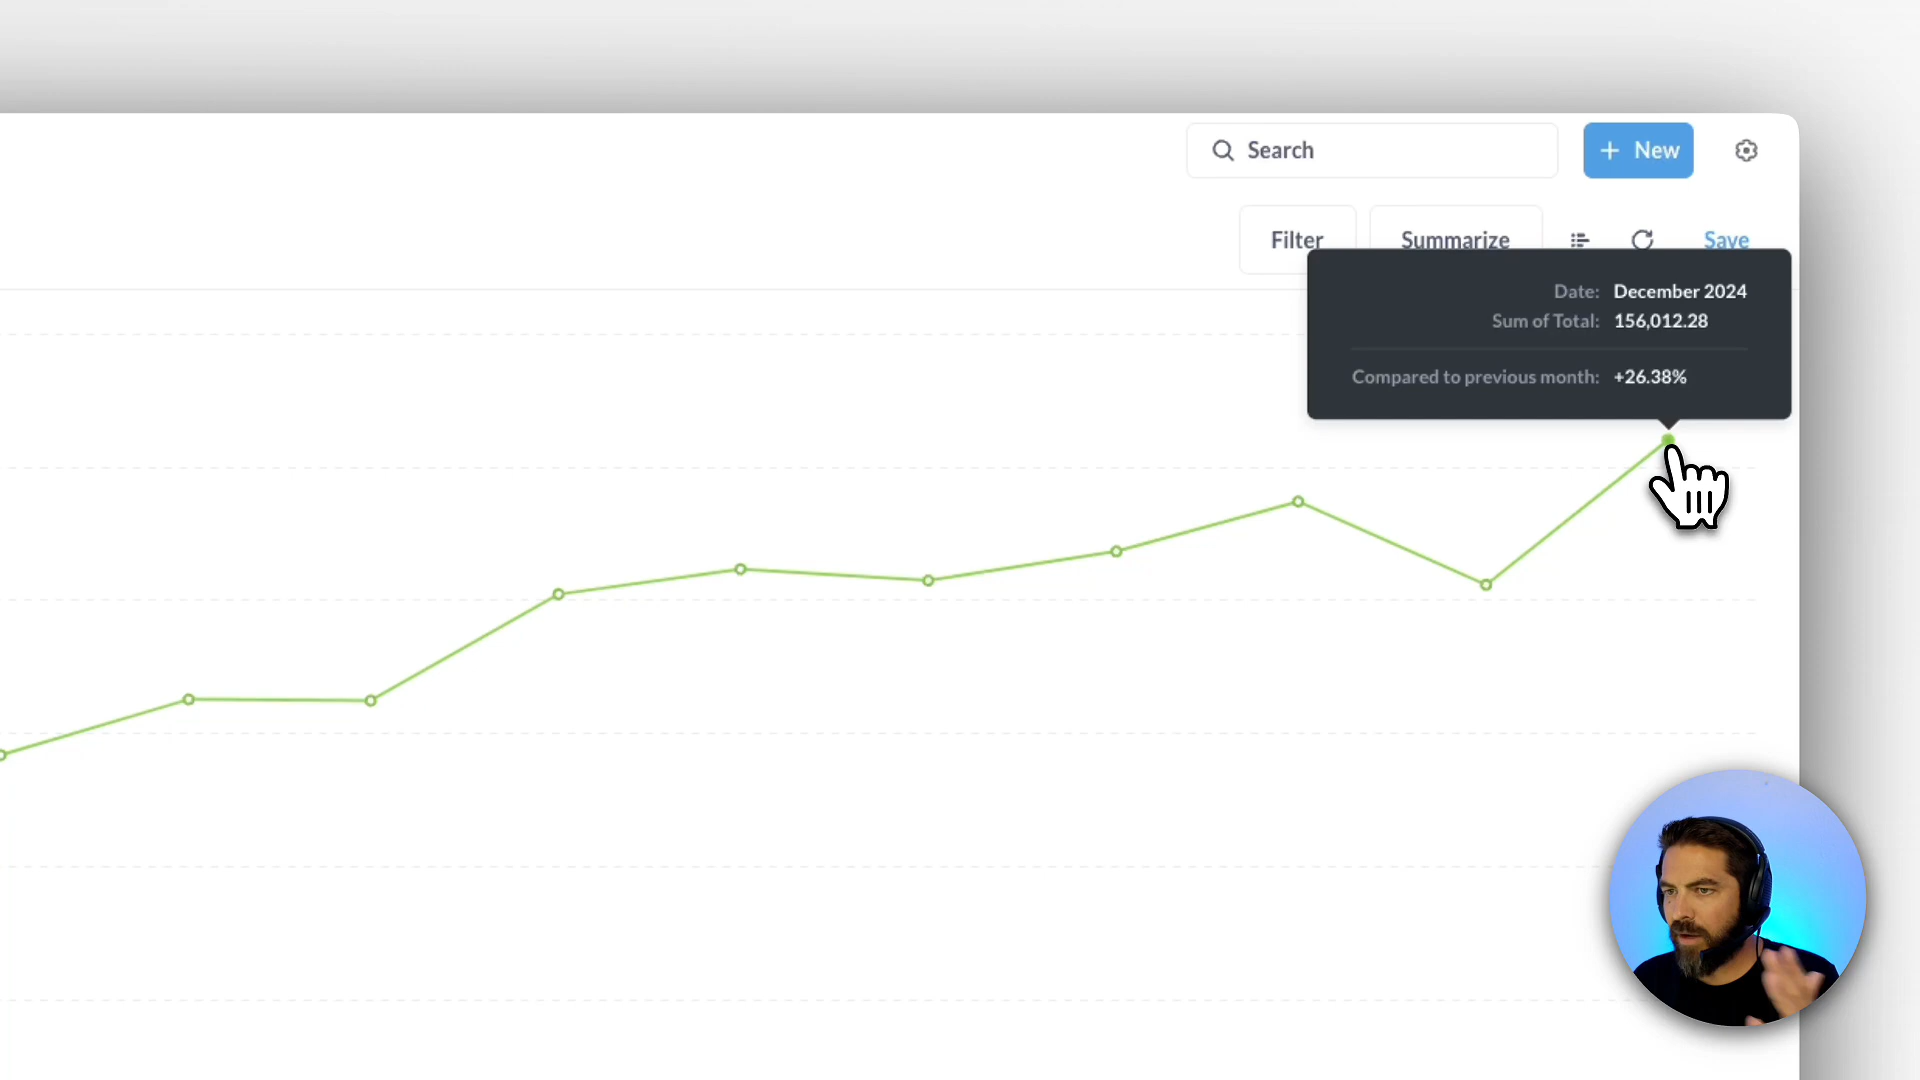 Search
+ New
Filter
Summarize
Save
Date: December 2024
Sum of Total: 156,012.28
Compared to previous month: +26.38%